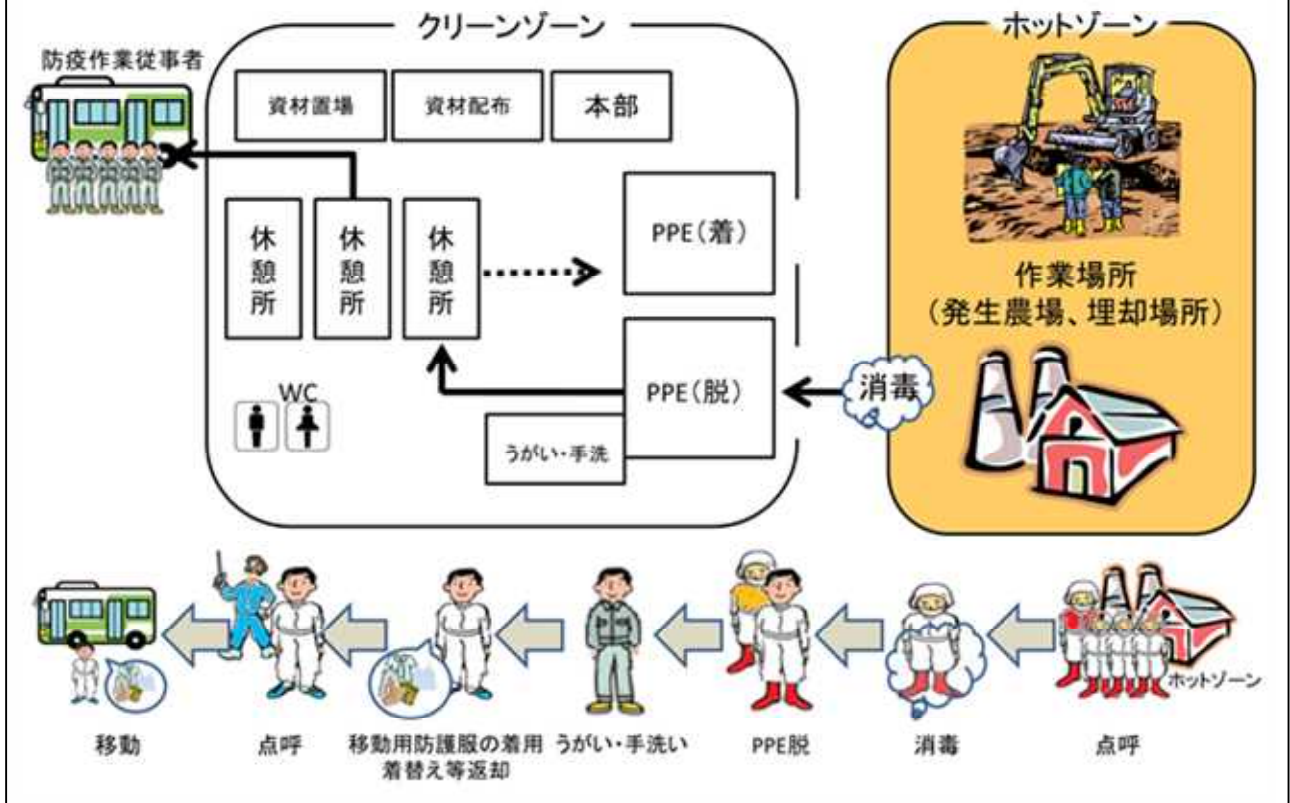 クリーンゾーン
ホットゾーン
防疫作業従事者
資材置場
資材配布
本部
休憩所
休憩所
休憩所
PPE(着)
作業場所
(発生農場、埋却場所)
PPE(脱)
消毒
WC
うがい・手洗
ホットゾーン
移動
点呼
移動用防護服の着用
着替え等返却
うがい・手洗い
PPE脱
消毒
点呼